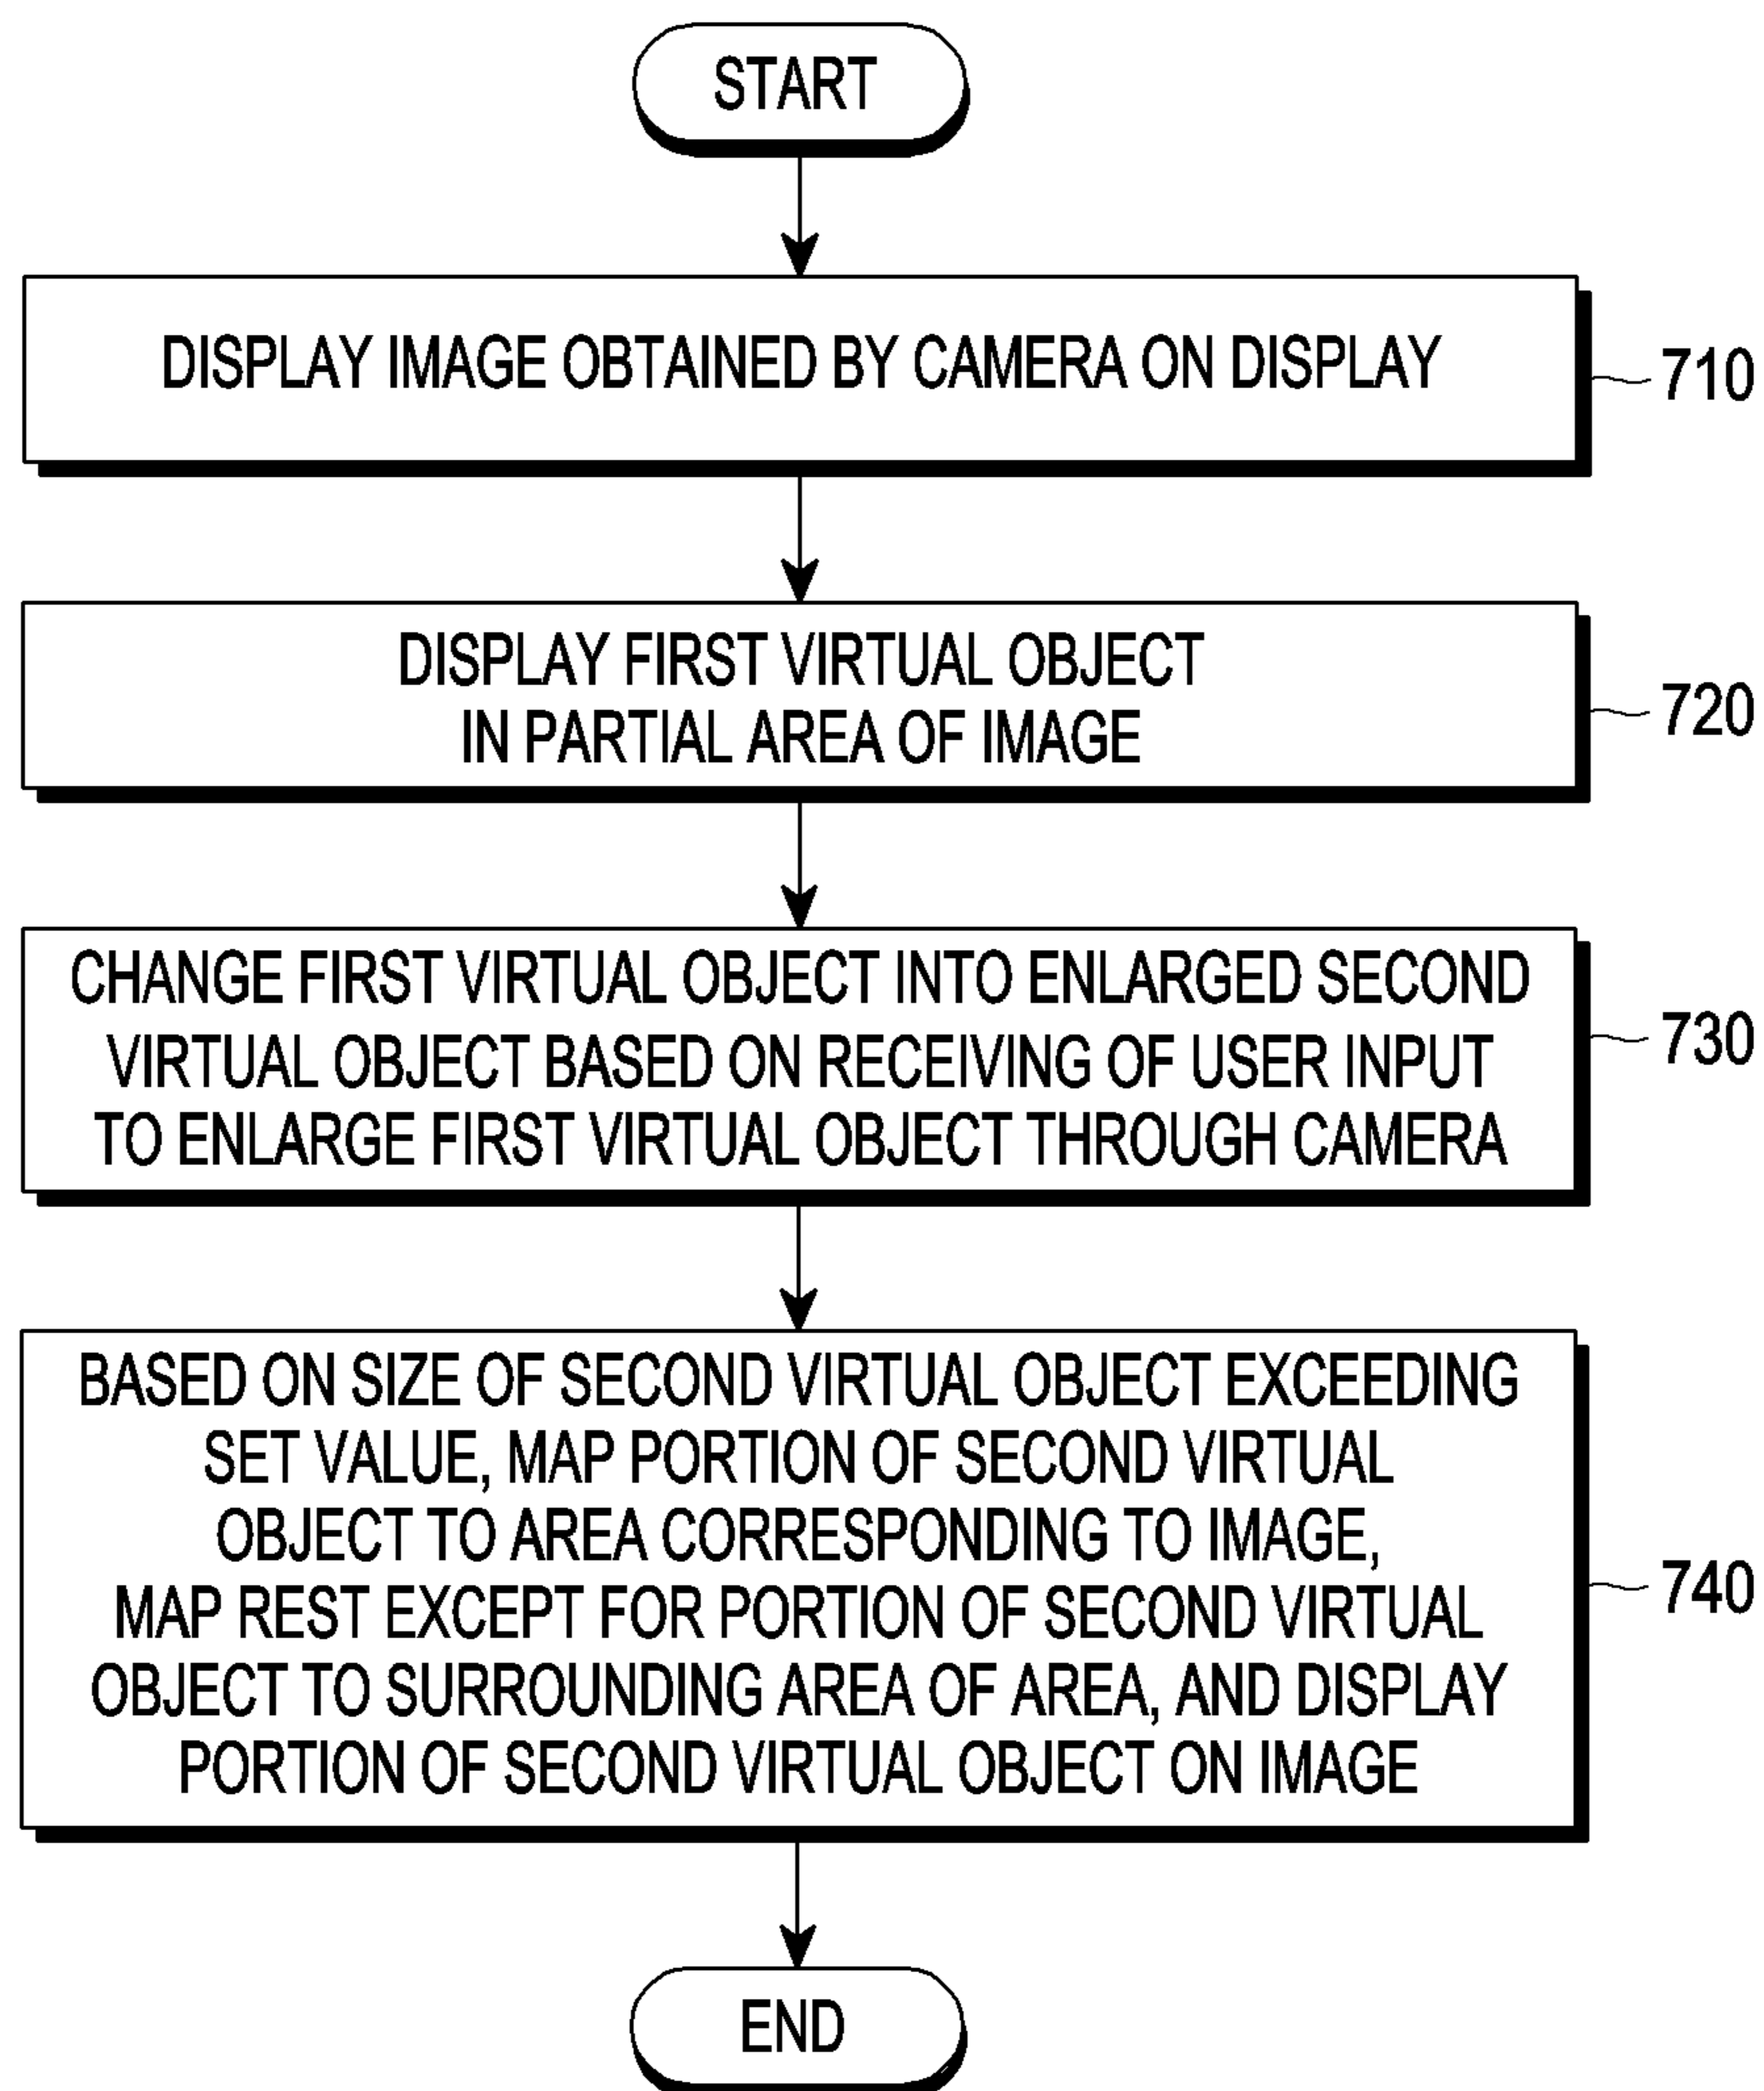 START
DISPLAY IMAGE OBTAINED BY CAMERA ON DISPLAY
710
DISPLAY FIRST VIRTUAL OBJECT
IN PARTIAL AREA OF IMAGE
720
CHANGE FIRST VIRTUAL OBJECT INTO ENLARGED SECOND
VIRTUAL OBJECT BASED ON RECEIVING OF USER INPUT
TO ENLARGE FIRST VIRTUAL OBJECT THROUGH CAMERA
730
BASED ON SIZE OF SECOND VIRTUAL OBJECT EXCEEDING
SET VALUE, MAP PORTION OF SECOND VIRTUAL
OBJECT TO AREA CORRESPONDING TO IMAGE,
MAP REST EXCEPT FOR PORTION OF SECOND VIRTUAL
OBJECT TO SURROUNDING AREA OF AREA, AND DISPLAY
PORTION OF SECOND VIRTUAL OBJECT ON IMAGE
740
END